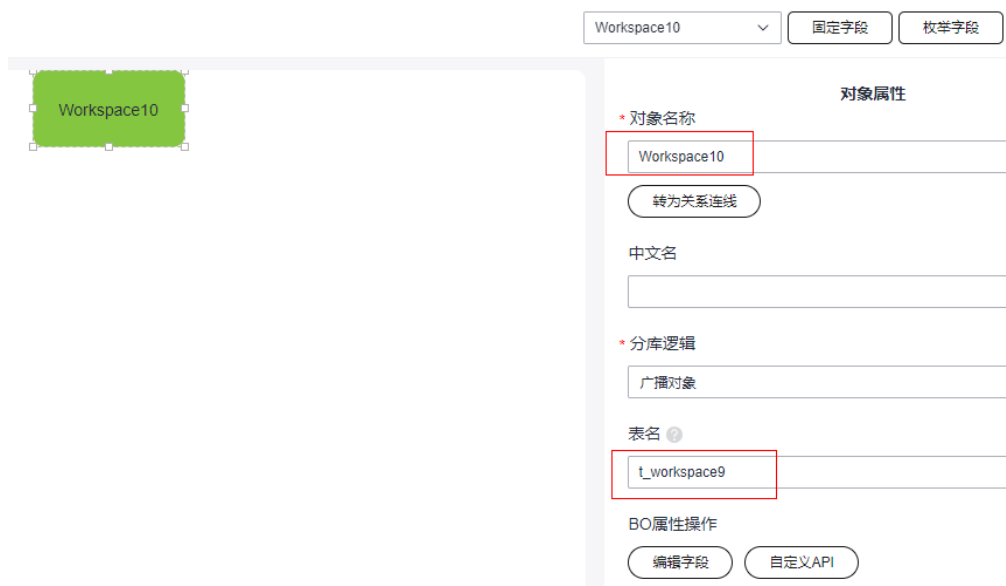 Workspace10
固定字段
枚举字段
Workspace10
对象属性
* 对象名称
Workspace10
转为关系连线
中文名
* 分库逻辑
广播对象
表名 ?
t_workspace9
BO属性操作
编辑字段
自定义API